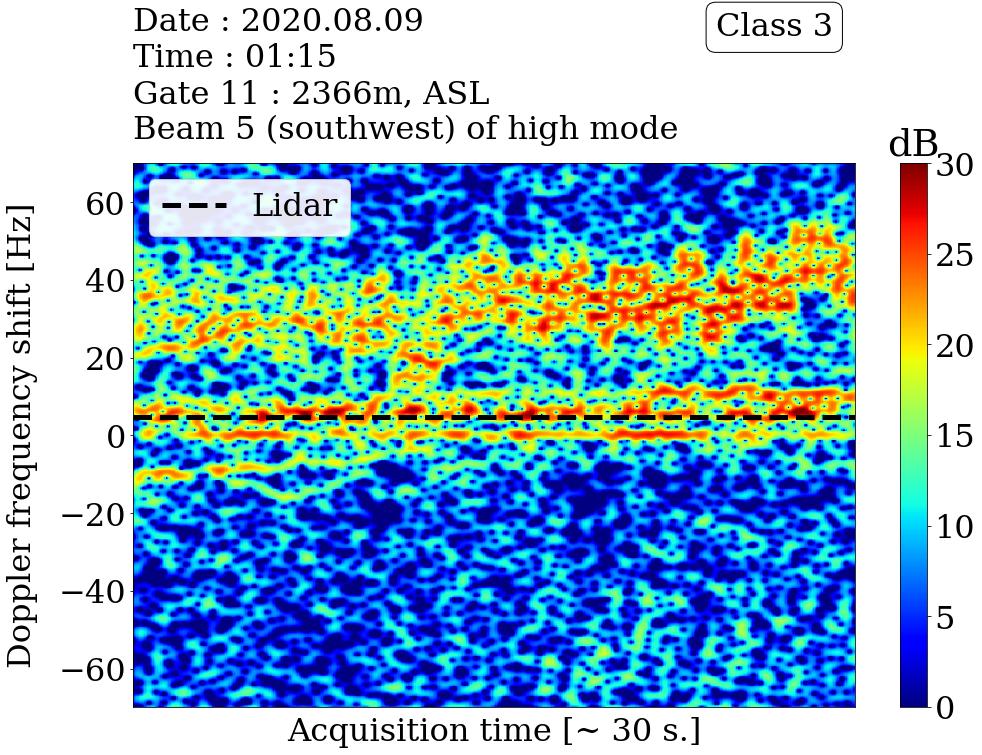 Date : 2020.08.09
Time : 01:15
Gate 11 : 2366m, ASL
Beam 5 (southwest) of high mode
Class 3
dB
Lidar
Doppler frequency shift [Hz]
60
40
20
0
−20
−40
−60
30
25
20
15
10
5
0
Acquisition time [~ 30 s.]